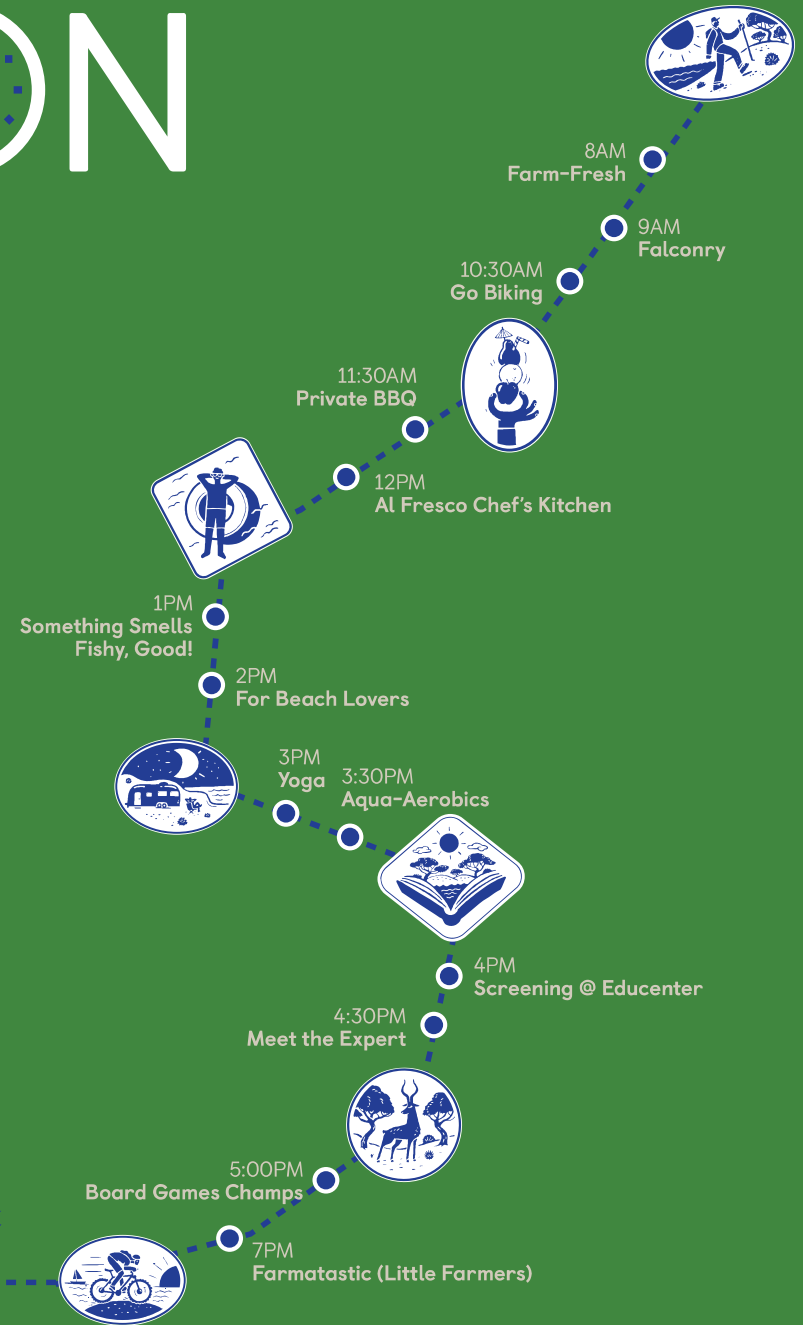 ON
8AM
Farm-Fresh
9AM
Falconry
10:30AM
Go Biking
11:30AM
Private BBQ
12PM
Al Fresco Chef's Kitchen
1PM
Something Smells
Fishy, Good!
2PM
For Beach Lovers
3PM
Yoga
3:30PM
Aqua-Aerobics
4PM
Screening @ Educenter
4:30PM
Meet the Expert
5:00PM
Board Games Champs
7PM
Farmatastic (Little Farmers)